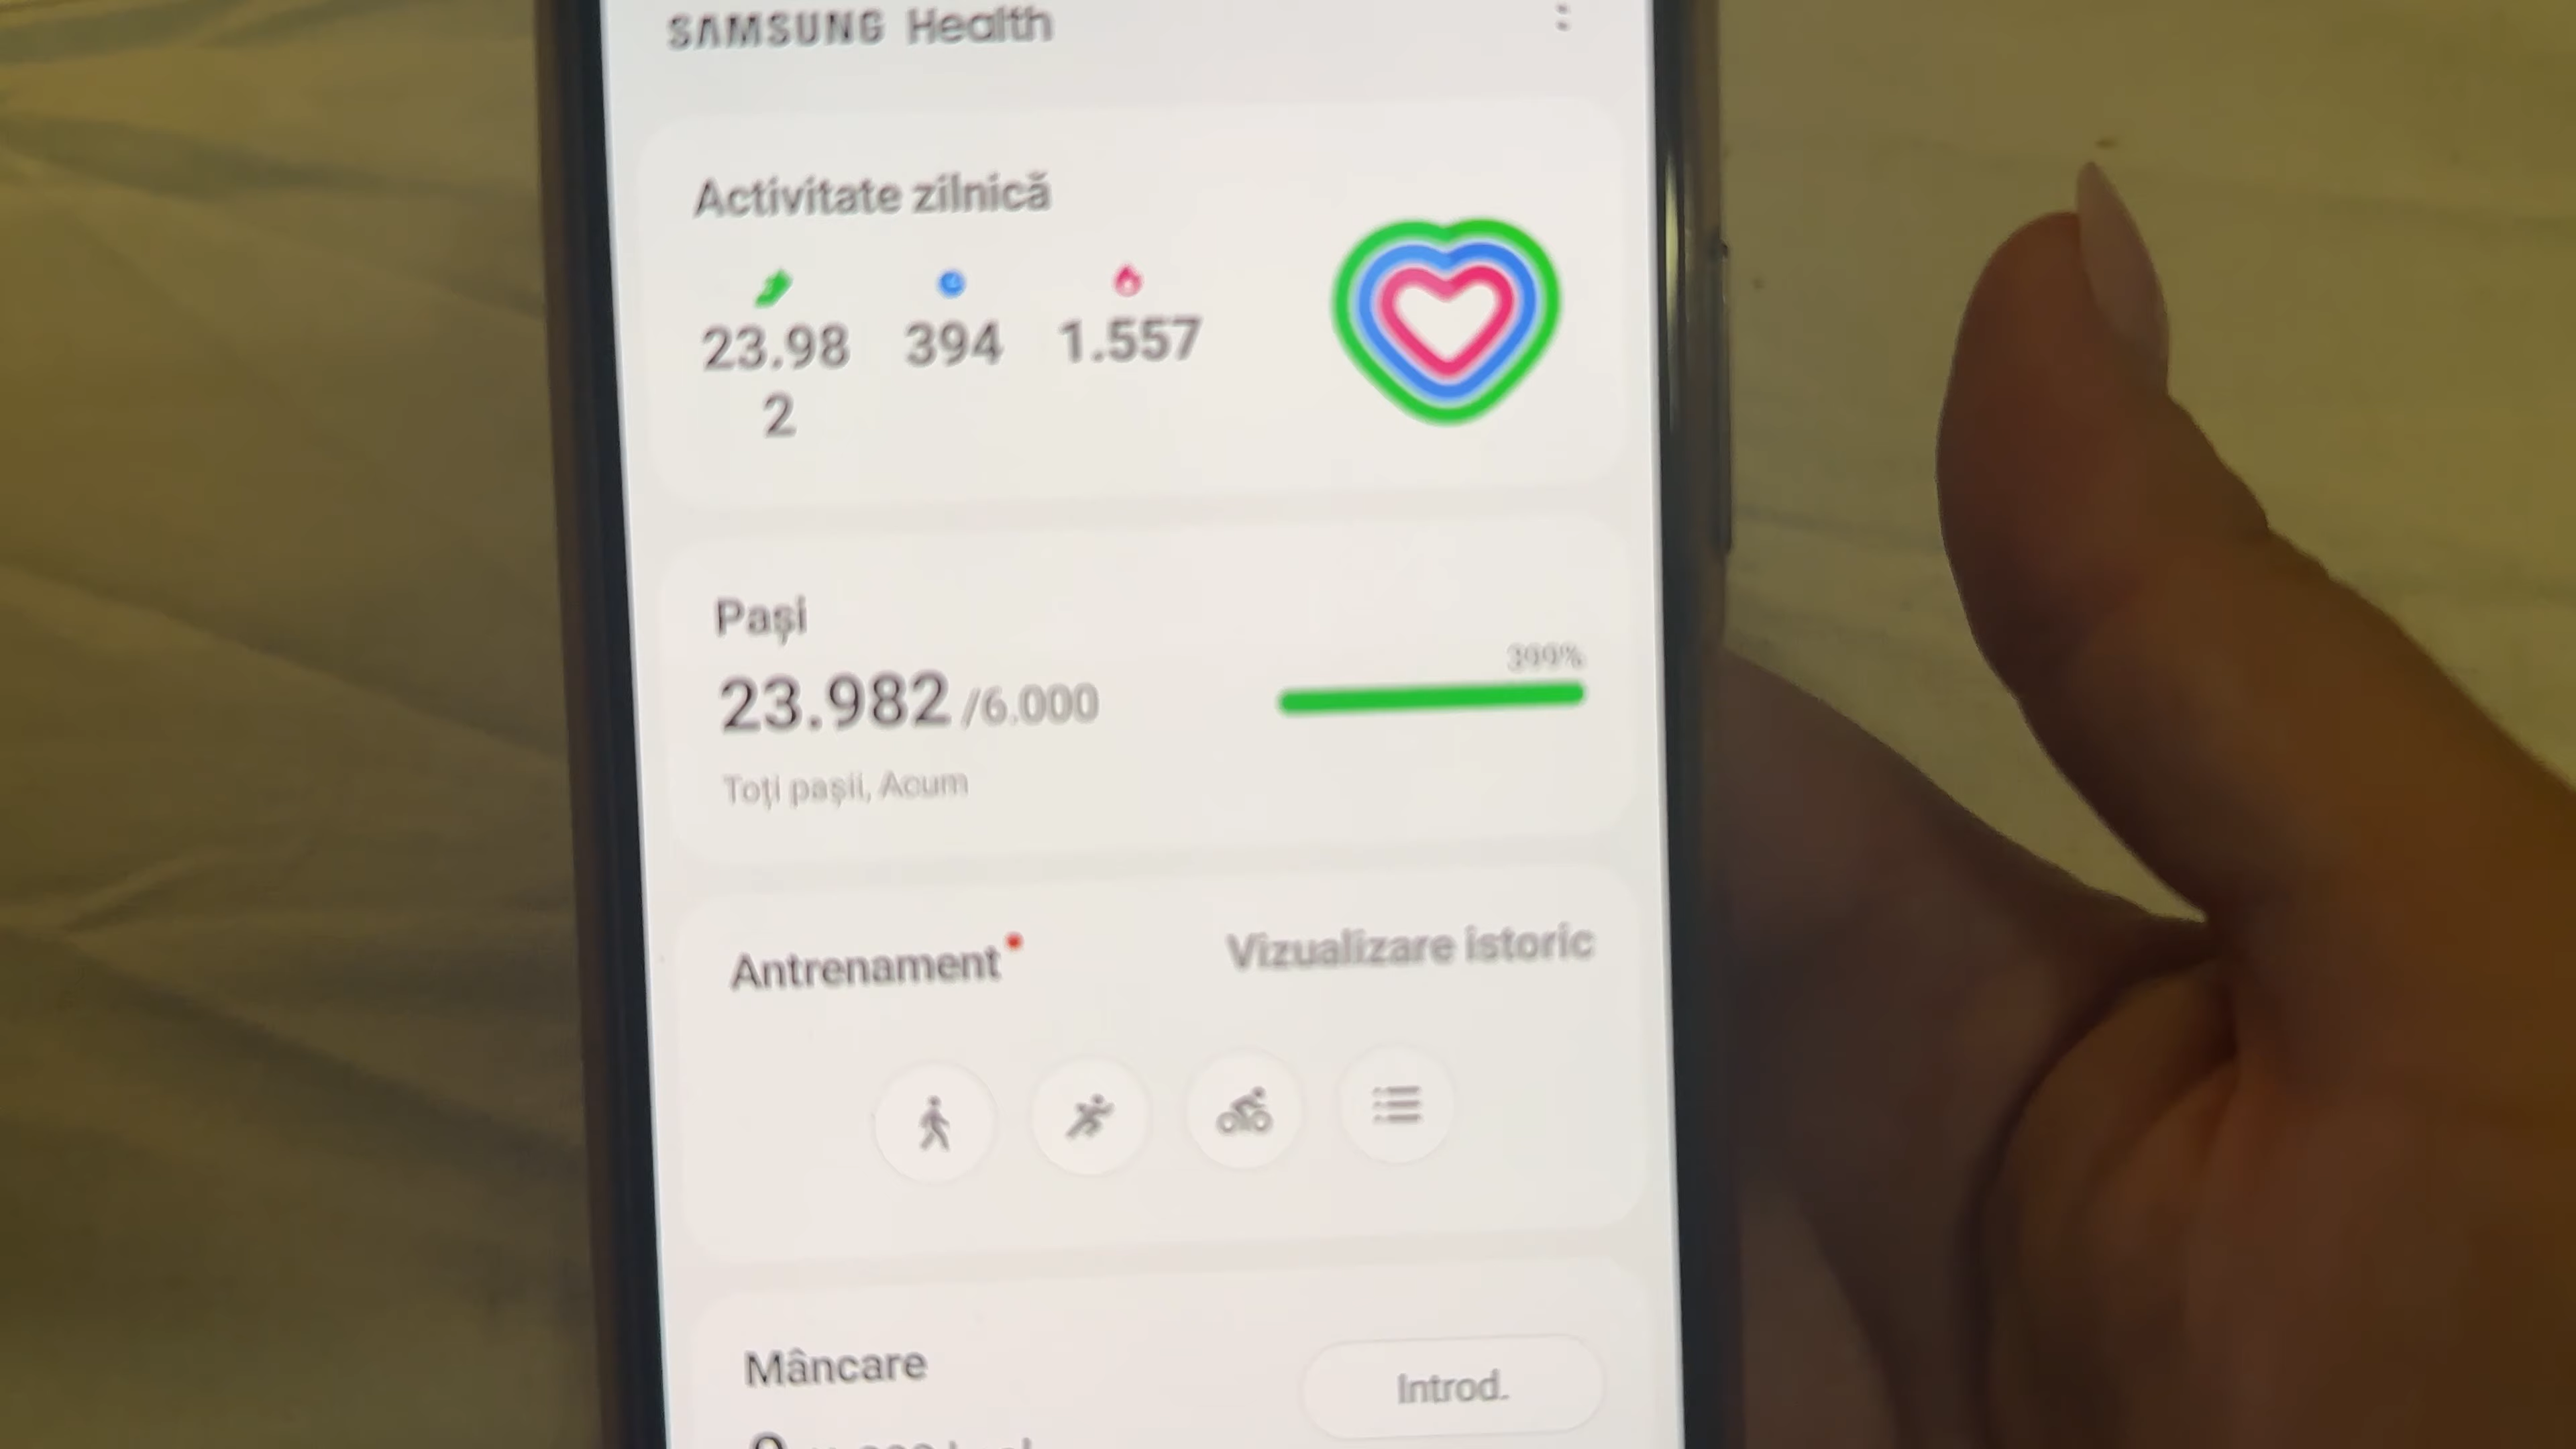 SAMSUNG Health
Activitate zilnică
23.98 394 1.557
2
Pași
23.982 /6.000
399%
Toți pașii, Acum
Antrenament
Vizualizare istoric
Mâncare
Introd.